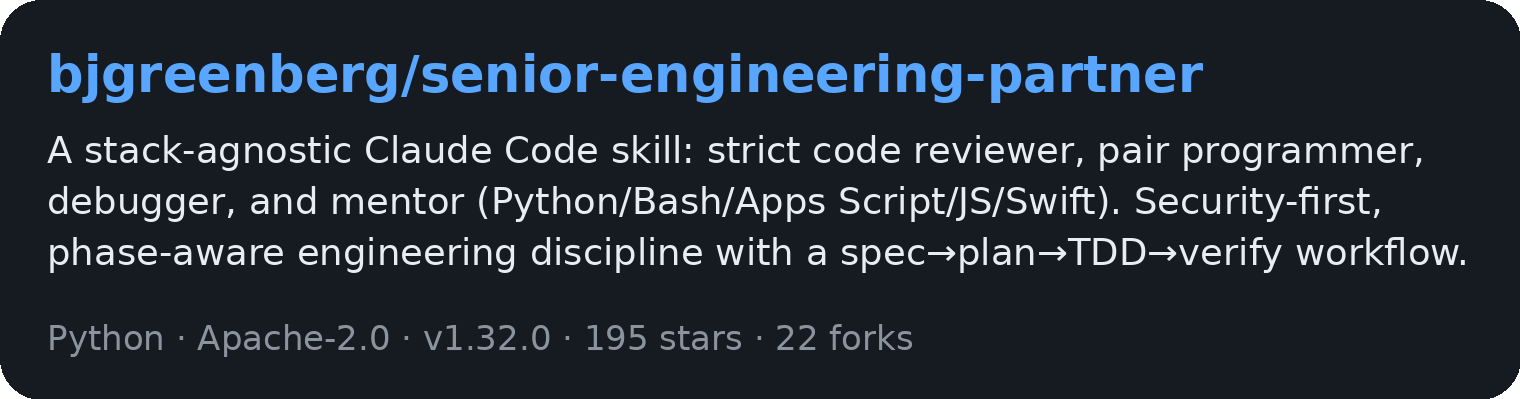 bjgreenberg/senior-engineering-partner
A stack-agnostic Claude Code skill: strict code reviewer, pair programmer,
debugger, and mentor (Python/Bash/Apps Script/JS/Swift). Security-first,
phase-aware engineering discipline with a spec→plan→TDD→verify workflow.
Python · Apache-2.0 · v1.32.0 · 195 stars · 22 forks